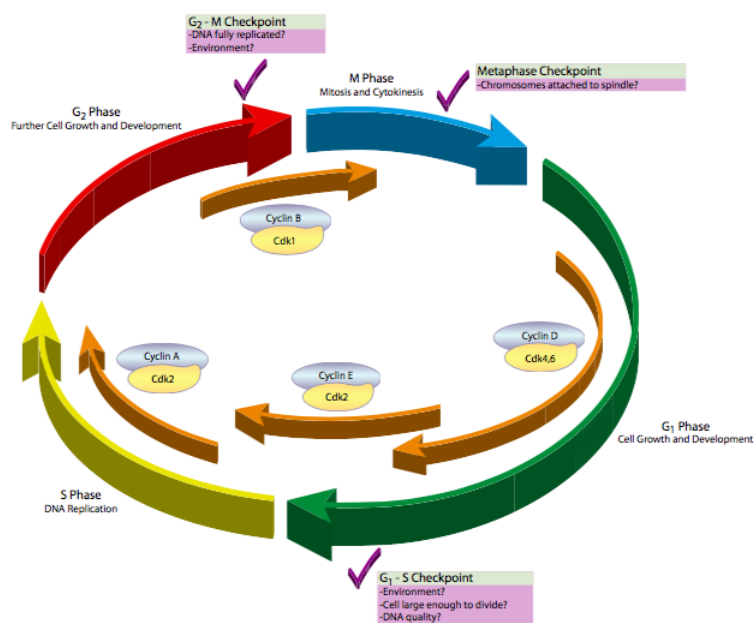 G₂ - M Checkpoint
-DNA fully replicated?
-Environment?
M Phase
Mitosis and Cytokinesis
Metaphase Checkpoint
-Chromosomes attached to spindle?
G₂ Phase
Further Cell Growth and Development
Cyclin B
Cdk1
Cyclin A
Cdk2
Cyclin E
Cdk2
Cyclin D
Cdk4,6
G₁ Phase
Cell Growth and Development
S Phase
DNA Replication
G₁ - S Checkpoint
-Environment?
-Cell large enough to divide?
-DNA quality?